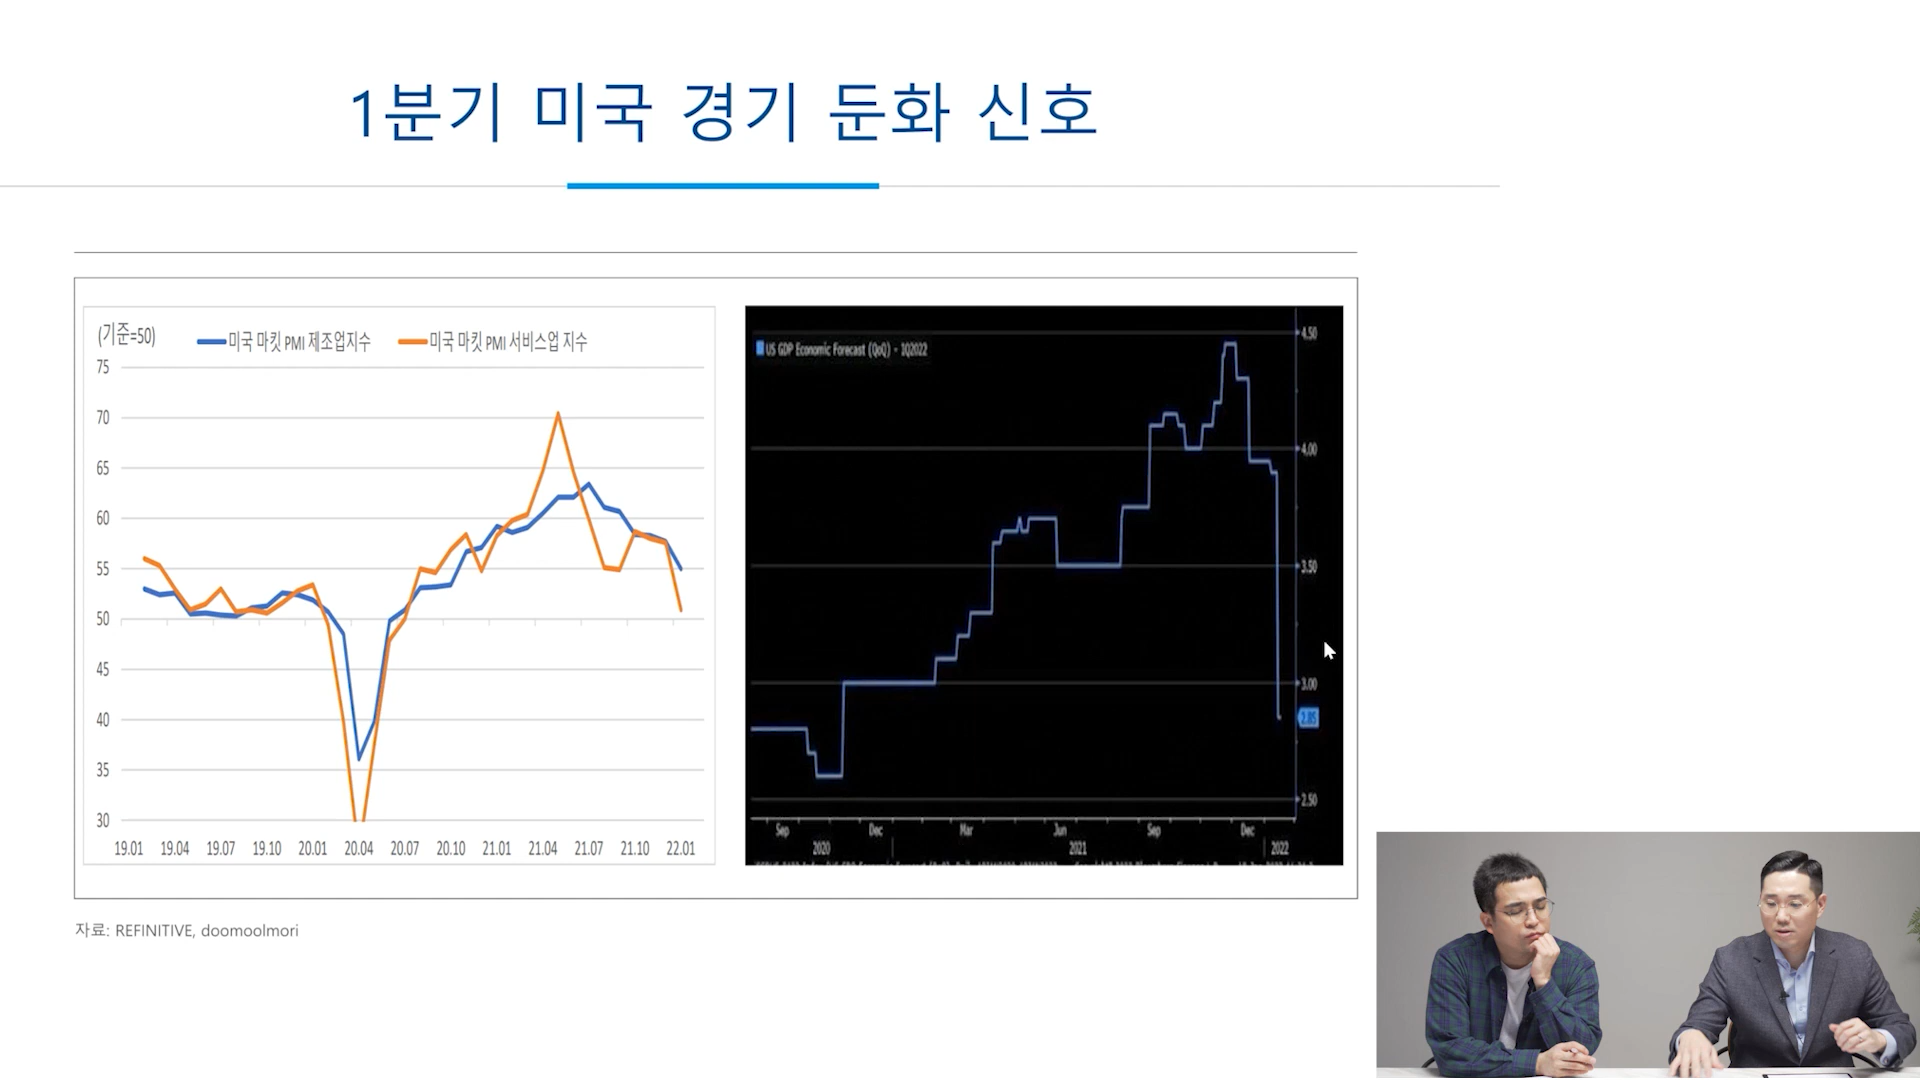 1분기 미국 경기 둔화 신호
(기준=50)
미국 마킷 PMI 제조업지수
미국 마킷 PMI 서비스업 지수
75
70
65
60
55
50
45
40
35
30
19.01 19.04 19.07 19.10 20.01 20.04 20.07 20.10 21.01 21.04 21.07 21.10 22.01
US GDP Economic Forecast (QoQ) - 1Q2022
4.50
4.00
3.50
3.00
2.85
2.50
Sep Dec Mar Jun Sep Dec
2020 2021 2022
자료: REFINITIVE, doomoolmori